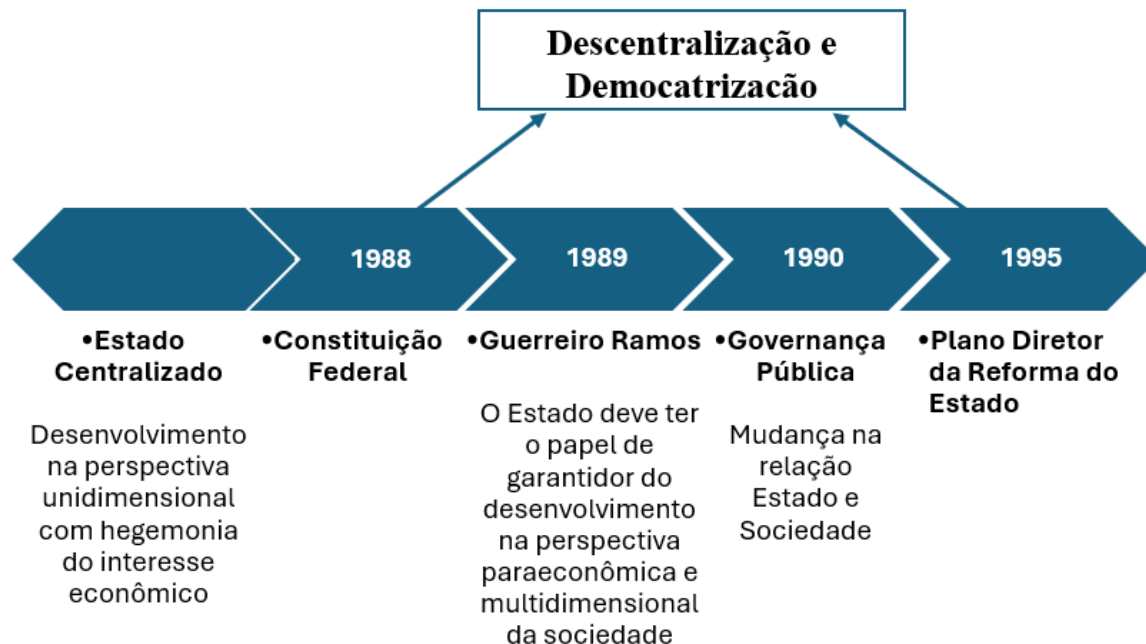 Descentralização e
Democatrizacão
1988
1989
1990
1995
•Estado
Centralizado
Desenvolvimento
na perspectiva
unidimensional
com hegemonia
do interesse
econômico
•Constituição
Federal
•Guerreiro Ramos
O Estado deve ter
o papel de
garantidor do
desenvolvimento
na perspectiva
paraeconômica e
multidimensional
da sociedade
•Governança
Pública
Mudança na
relação
Estado e
Sociedade
•Plano Diretor
da Reforma do
Estado